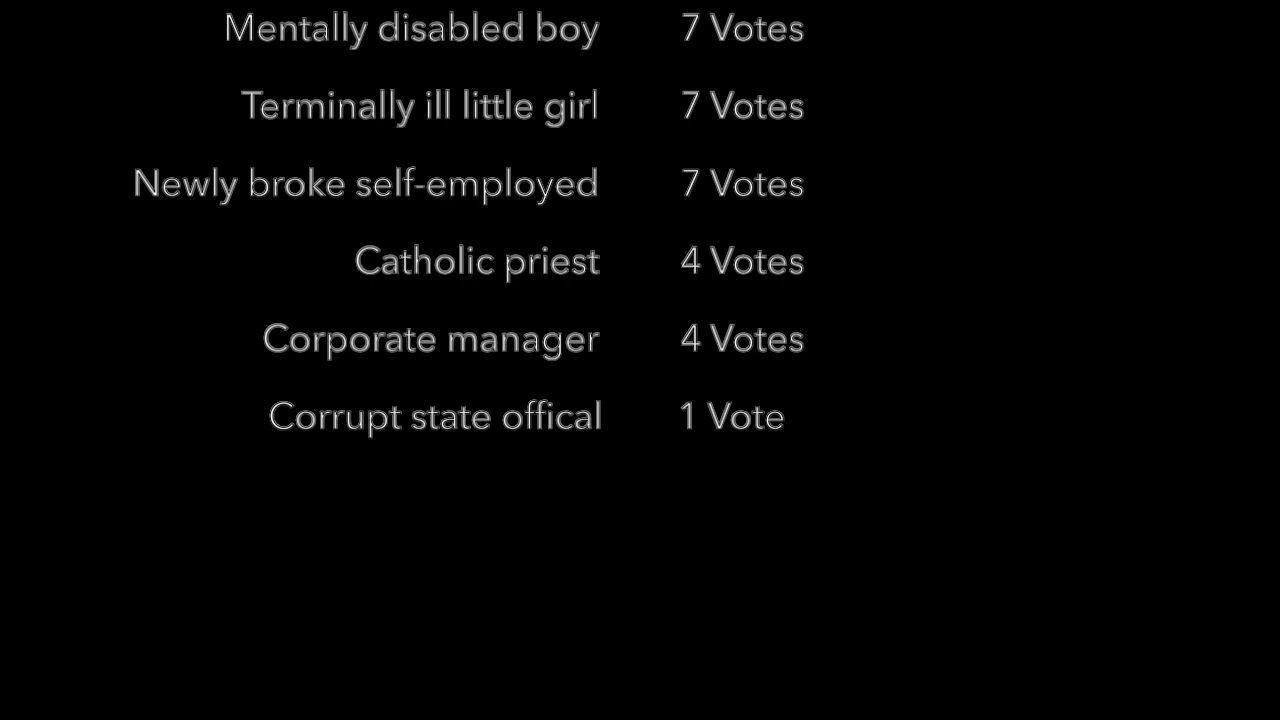 Mentally disabled boy 7 Votes
Terminally ill little girl 7 Votes
Newly broke self-employed 7 Votes
Catholic priest 4 Votes
Corporate manager 4 Votes
Corrupt state offical 1 Vote